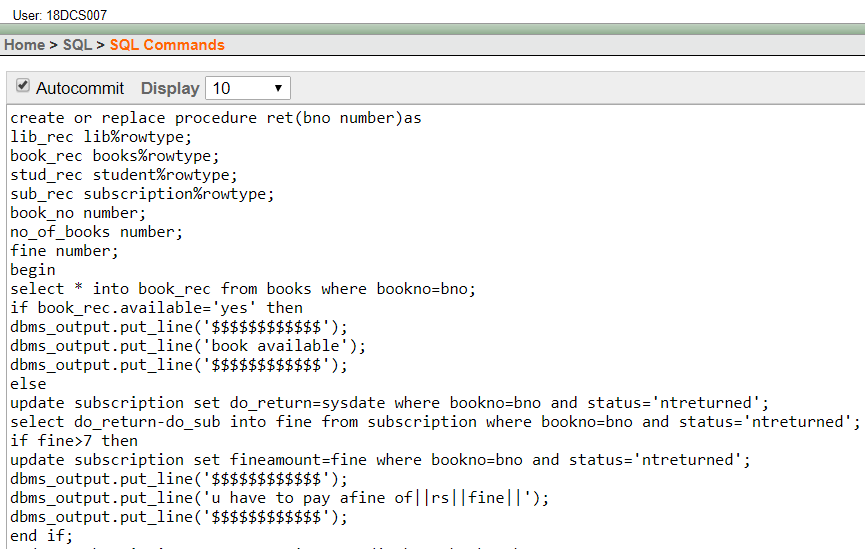 User: 18DCS007
Home > SQL > SQL Commands
Autocommit Display 10
create or replace procedure ret(bno number)as
lib_rec lib%rowtype;
book_rec books%rowtype;
stud_rec student%rowtype;
sub_rec subscription%rowtype;
book_no number;
no_of_books number;
fine number;
begin
select * into book_rec from books where bookno=bno;
if book_rec.available='yes' then
dbms_output.put_line('$$$$$$$$$$$$');
dbms_output.put_line('book available');
dbms_output.put_line('$$$$$$$$$$$$');
else
update subscription set do_return=sysdate where bookno=bno and status='ntreturned';
select do_return-do_sub into fine from subscription where bookno=bno and status='ntreturned';
if fine>7 then
update subscription set fineamount=fine where bookno=bno and status='ntreturned';
dbms_output.put_line('$$$$$$$$$$$$');
dbms_output.put_line('u have to pay afine of||rs||fine||');
dbms_output.put_line('$$$$$$$$$$$$');
end if;